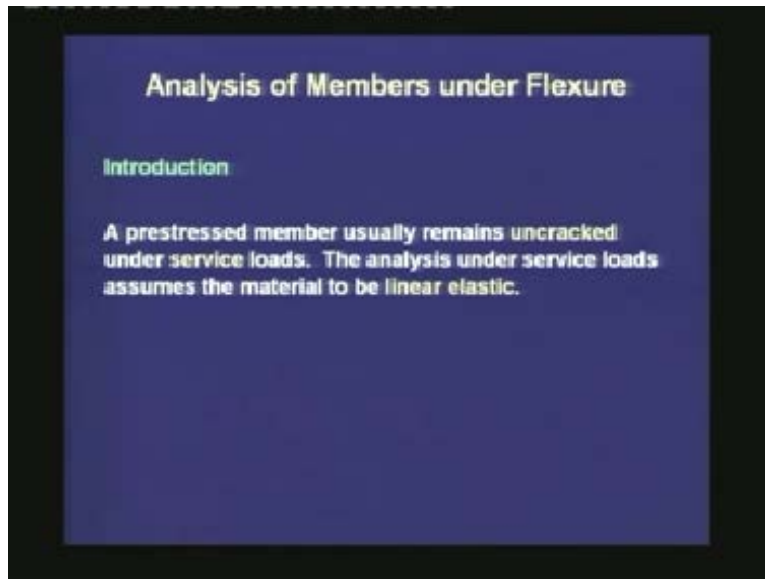 Analysis of Members under Flexure
Introduction
A prestressed member usually remains uncracked
under service loads. The analysis under service loads
assumes the material to be linear elastic.